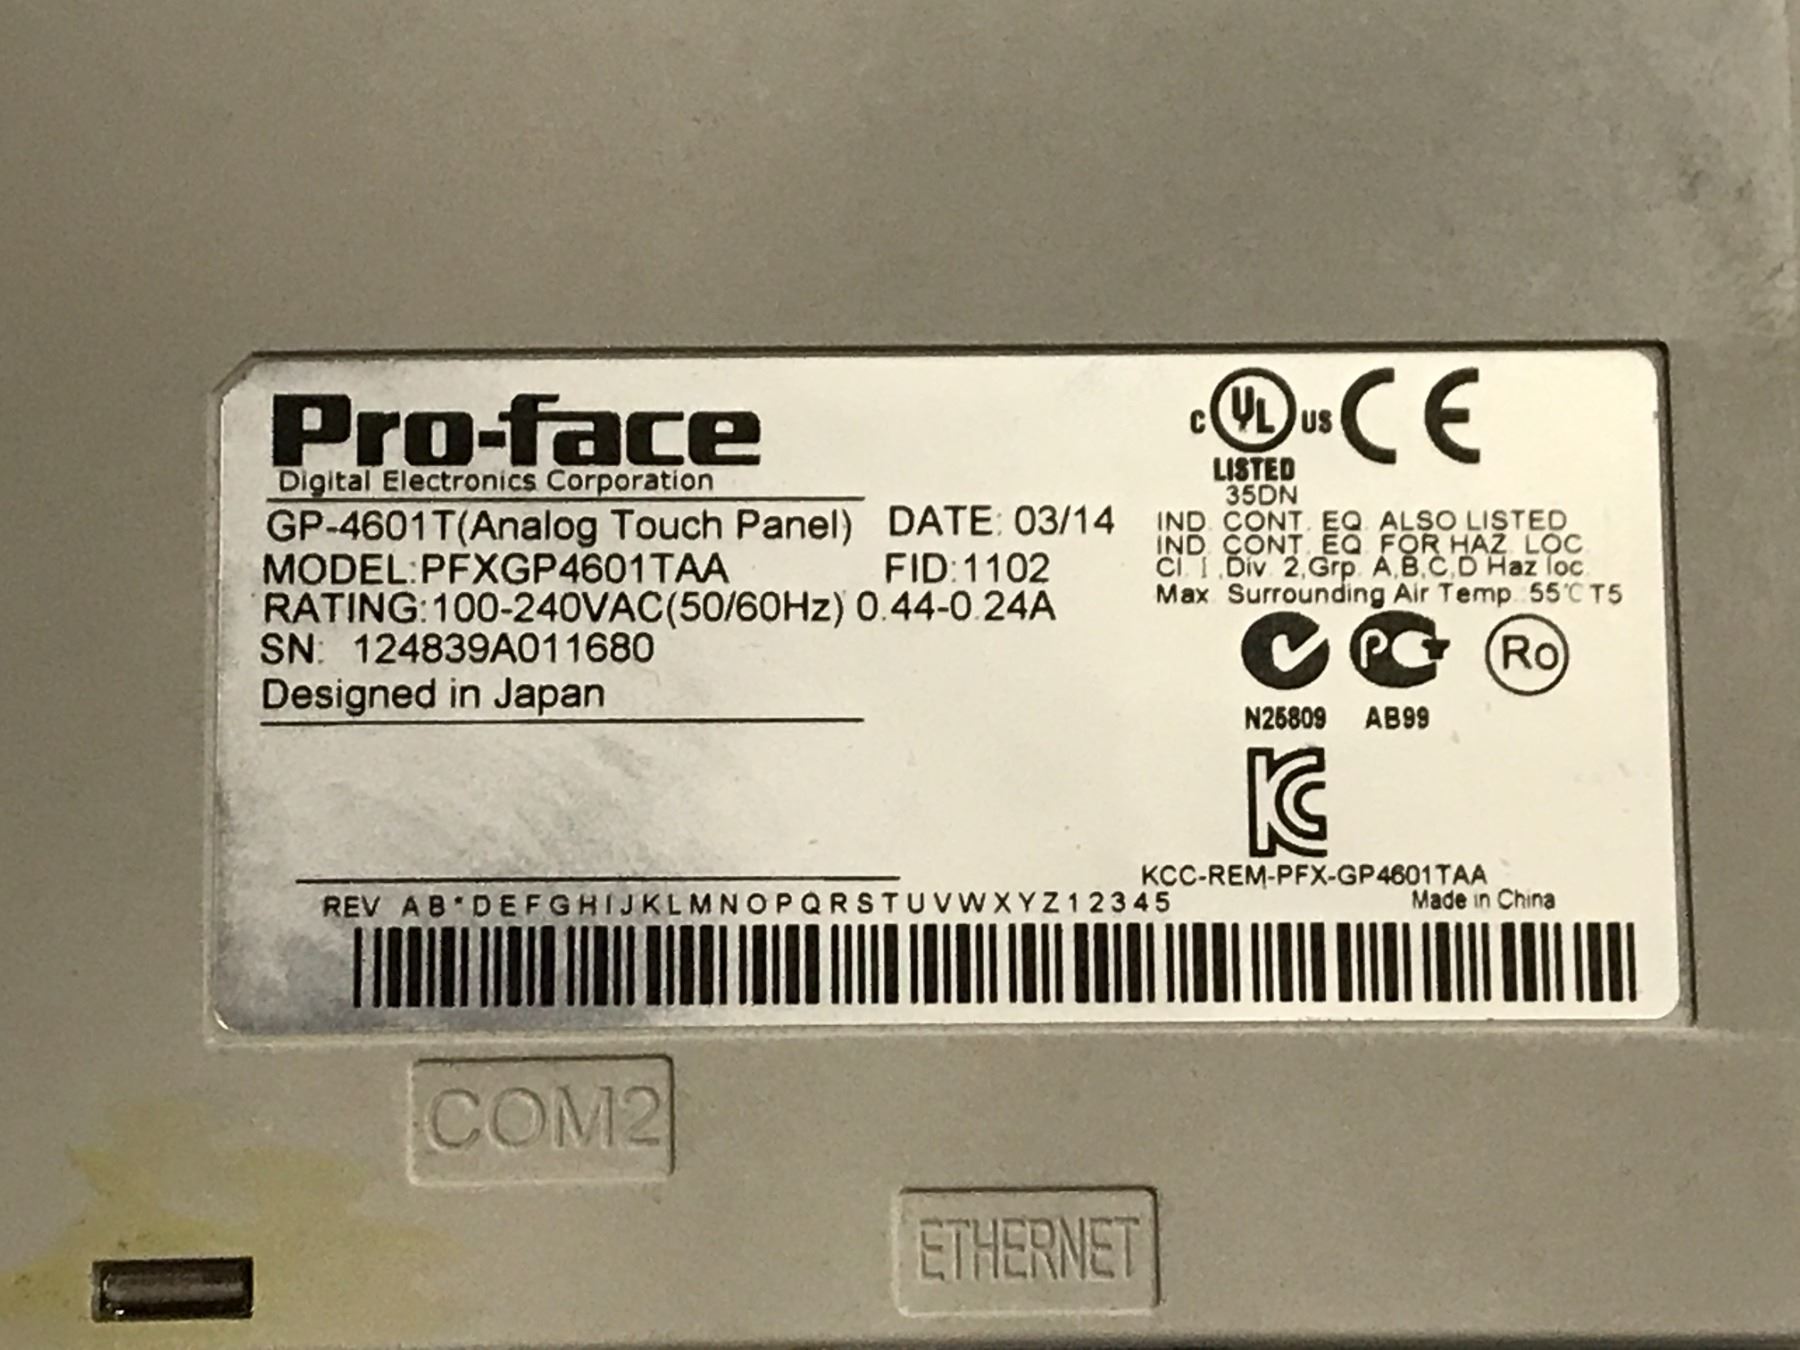 Pro-face
Digital Electronics Corporation
GP-4601T(Analog Touch Panel) DATE: 03/14
MODEL:PFXGP4601TAA FID:1102
RATING:100-240VAC(50/60Hz) 0.44-0.24A
SN: 124839A011680
Designed in Japan
C UL US CE
LISTED
35DN
IND. CONT. EQ. ALSO LISTED
IND. CONT. EQ. FOR HAZ. LOC.
Cl. I ,Div. 2,Grp. A,B,C,D Haz loc.
Max. Surrounding Air Temp. 55℃ T5
PC Ro
N25809 AB99
KC
KCC-REM-PFX-GP4601TAA
REV AB*DEFGHIJKLMNOPQRSTUVWXYZ12345
Made in China
COM2
ETHERNET